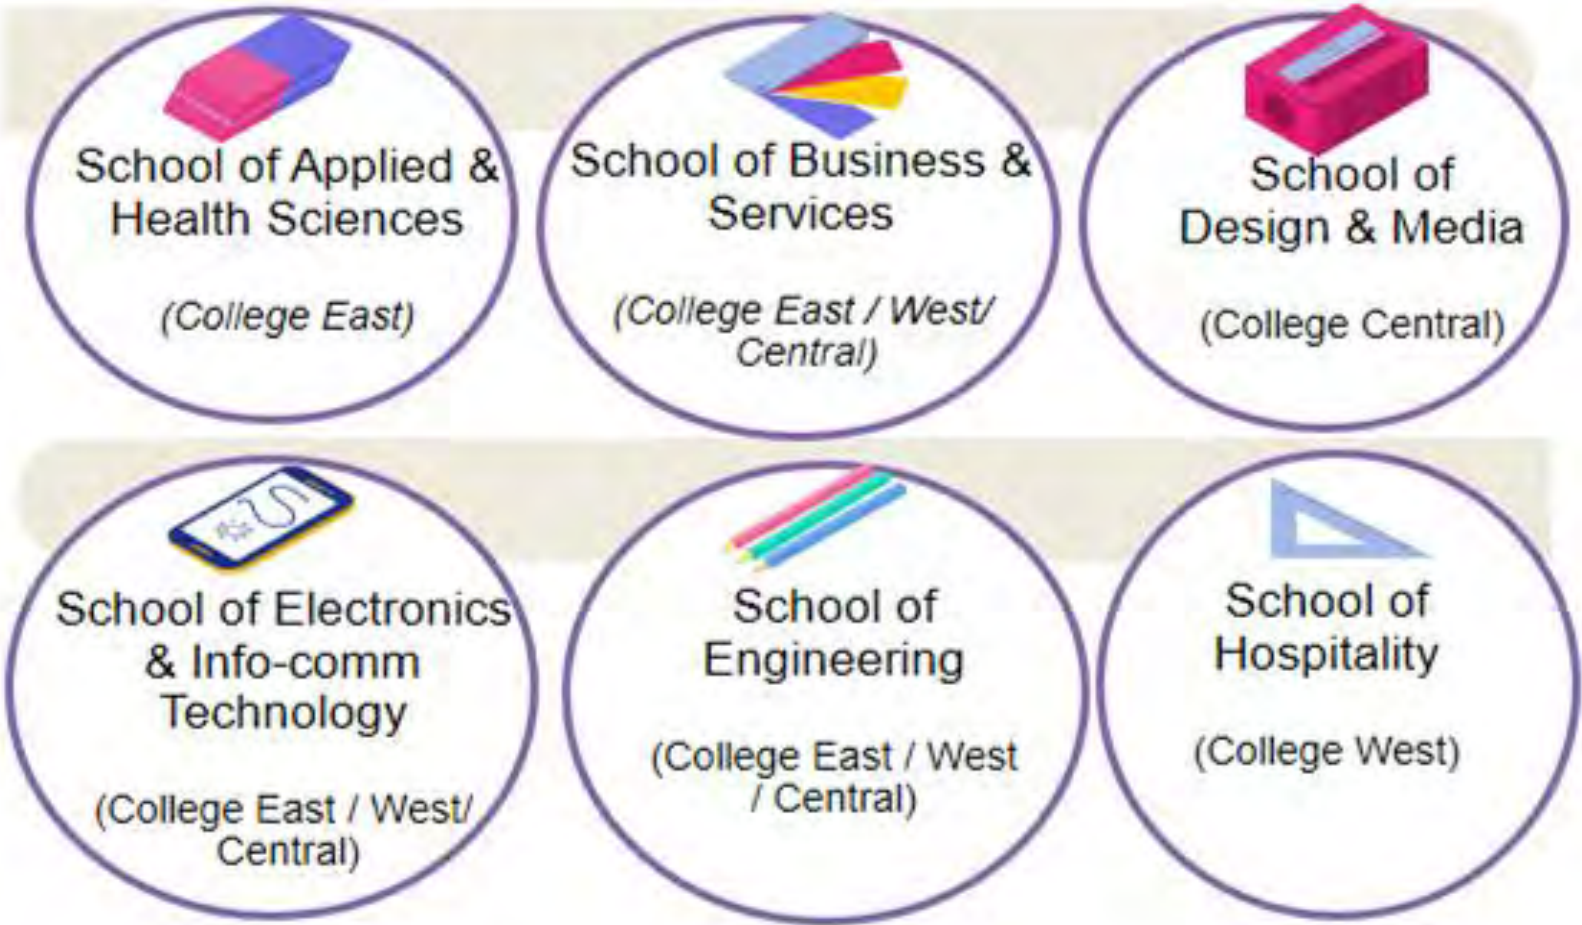 School of Applied &
Health Sciences
(College East)
School of Business &
Services
(College East / West/
Central)
School of
Design & Media
(College Central)
School of Electronics
& Info-comm
Technology
(College East / West/
Central)
School of
Engineering
(College East / West
/ Central)
School of
Hospitality
(College West)